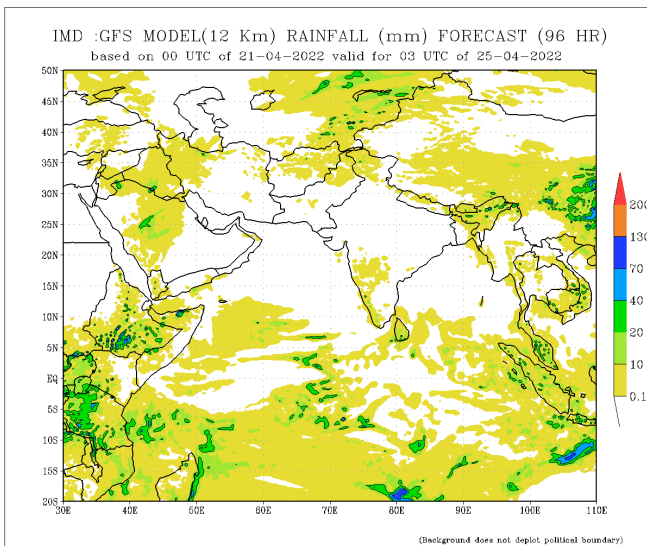 IMD :GFS MODEL(12 Km) RAINFALL (mm) FORECAST (96 HR)
based on 00 UTC of 21-04-2022 valid for 03 UTC of 25-04-2022
50N
45N
40N
35N
30N
25N
20N
15N
10N
5N
EQ
5S
10S
15S
20S
30E 40E 50E 60E 70E 80E 90E 100E 110E
200
130
70
40
20
10
0.1
(Background does not depict political boundary)